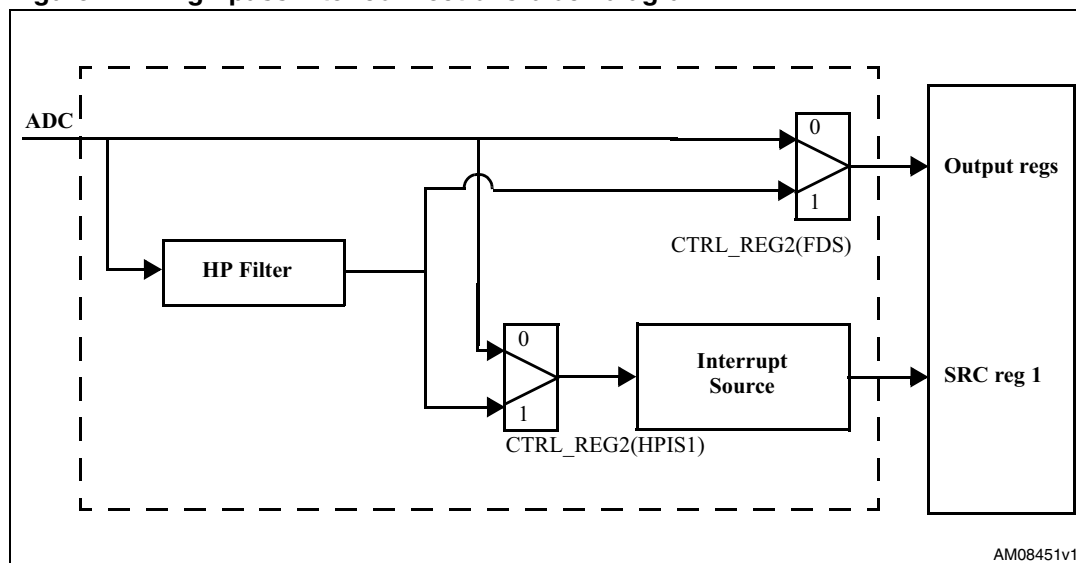 ADC
0
1
Output regs
CTRL_REG2(FDS)
HP Filter
0
1
Interrupt
Source
SRC reg 1
CTRL_REG2(HPIS1)
AM08451v1